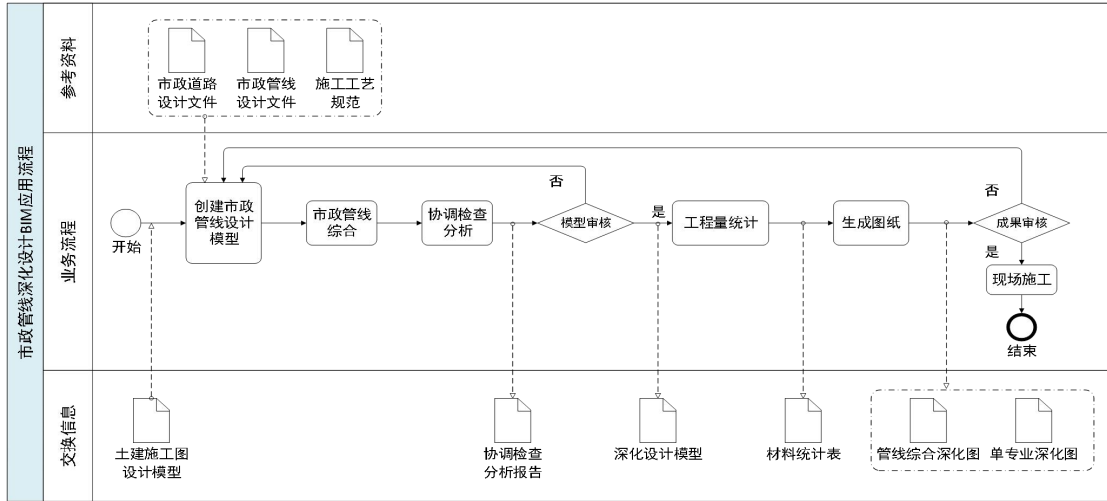 市政管线深化设计BIM应用流程
参考资料
市政道路
设计文件
市政管线
设计文件
施工工艺
规范
业务流程
开始
创建市政
管线设计
模型
市政管线
综合
协调检查
分析
否
模型审核
是
工程量统计
生成图纸
否
成果审核
是
现场施工
结束
交换信息
土建施工图
设计模型
协调检查
分析报告
深化设计模型
材料统计表
管线综合深化图
单专业深化图